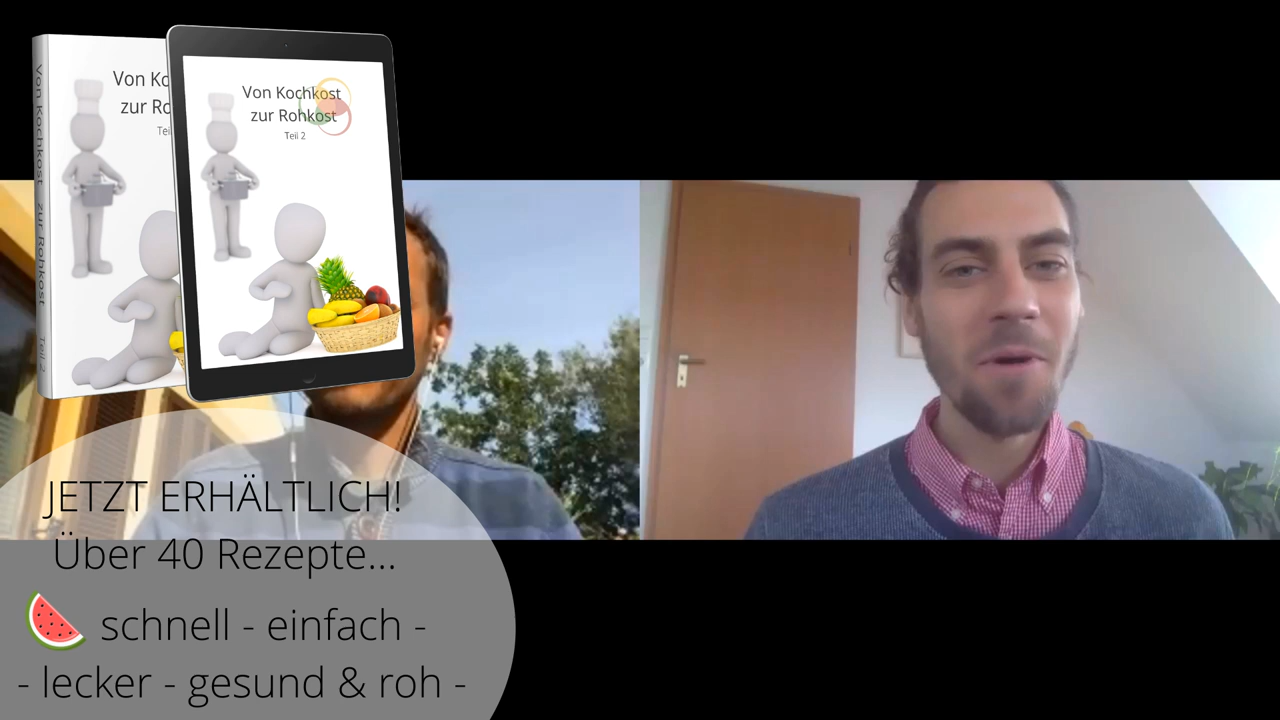 Von Kochkost zur Rohkost Teil 2
Von Ko
zur Ro
Tei
Von Kochkost
zur Rohkost
Teil 2
JETZT ERHÄLTLICH!
Über 40 Rezepte...
schnell - einfach -
- lecker - gesund & roh -